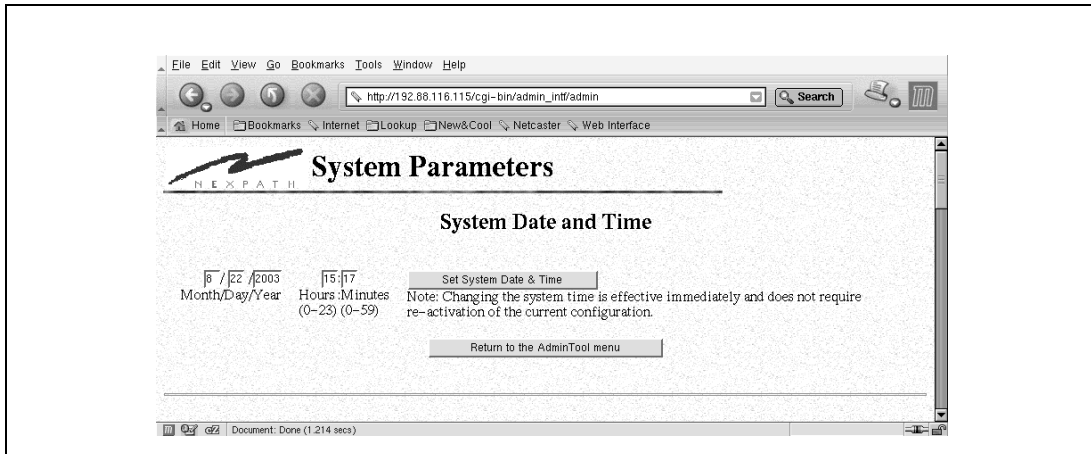 File Edit View Go Bookmarks Tools Window Help
http://192.88.116.115/cgi-bin/admin_intf/admin Search
Home Bookmarks Internet Lookup New&Cool Netcaster Web Interface
NEXPATH System Parameters
System Date and Time
8 / 22 / 2003 15:17 Set System Date & Time
Month/Day/Year Hours :Minutes Note: Changing the system time is effective immediately and does not require
(0-23) (0-59) re-activation of the current configuration.
Return to the AdminTool menu
Document: Done (1.214 secs)